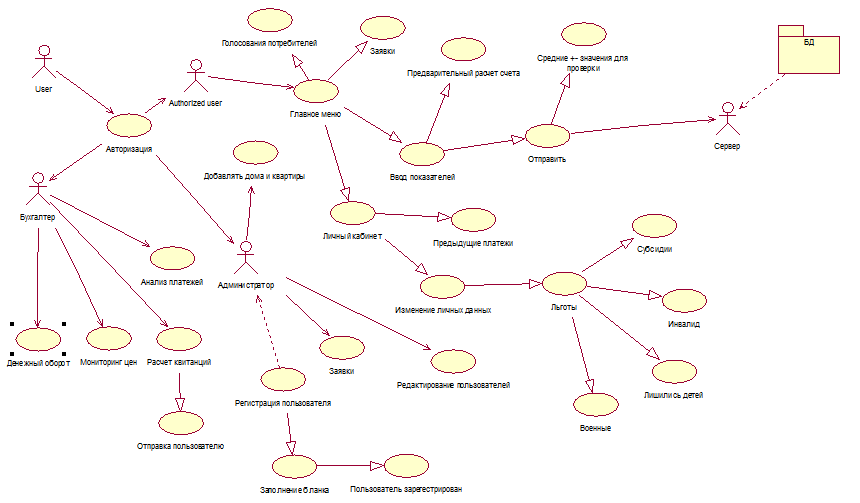 Голосования потребителей
Заявки
БД
Предварительный расчет счета
Средние +- значения для
проверки
User
Authorized user
Главное меню
Авторизация
Сервер
Отправить
Ввод показателей
Добавлять дома и квартиры
Бухгалтер
Личный кабинет
Предыдущие платежи
Субсидии
Анализ платежей
Администратор
Изменение личных данных
Льготы
Инвалид
Денежный оборот
Мониторинг цен
Расчет квитанций
Заявки
Редактирование пользователей
Лишились детей
Регистрация пользователя
Военные
Отправка пользователю
Заполнение бланка
Пользователь зарегестрирован